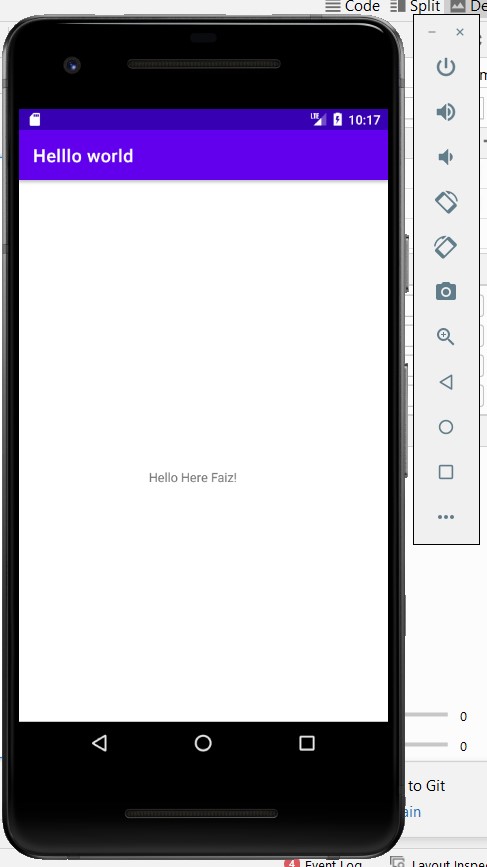 Code Split De
LTE 10:17
Helllo world
Hello Here Faiz!
0
0
to Git
ain
4 Event Log Layout Inspe